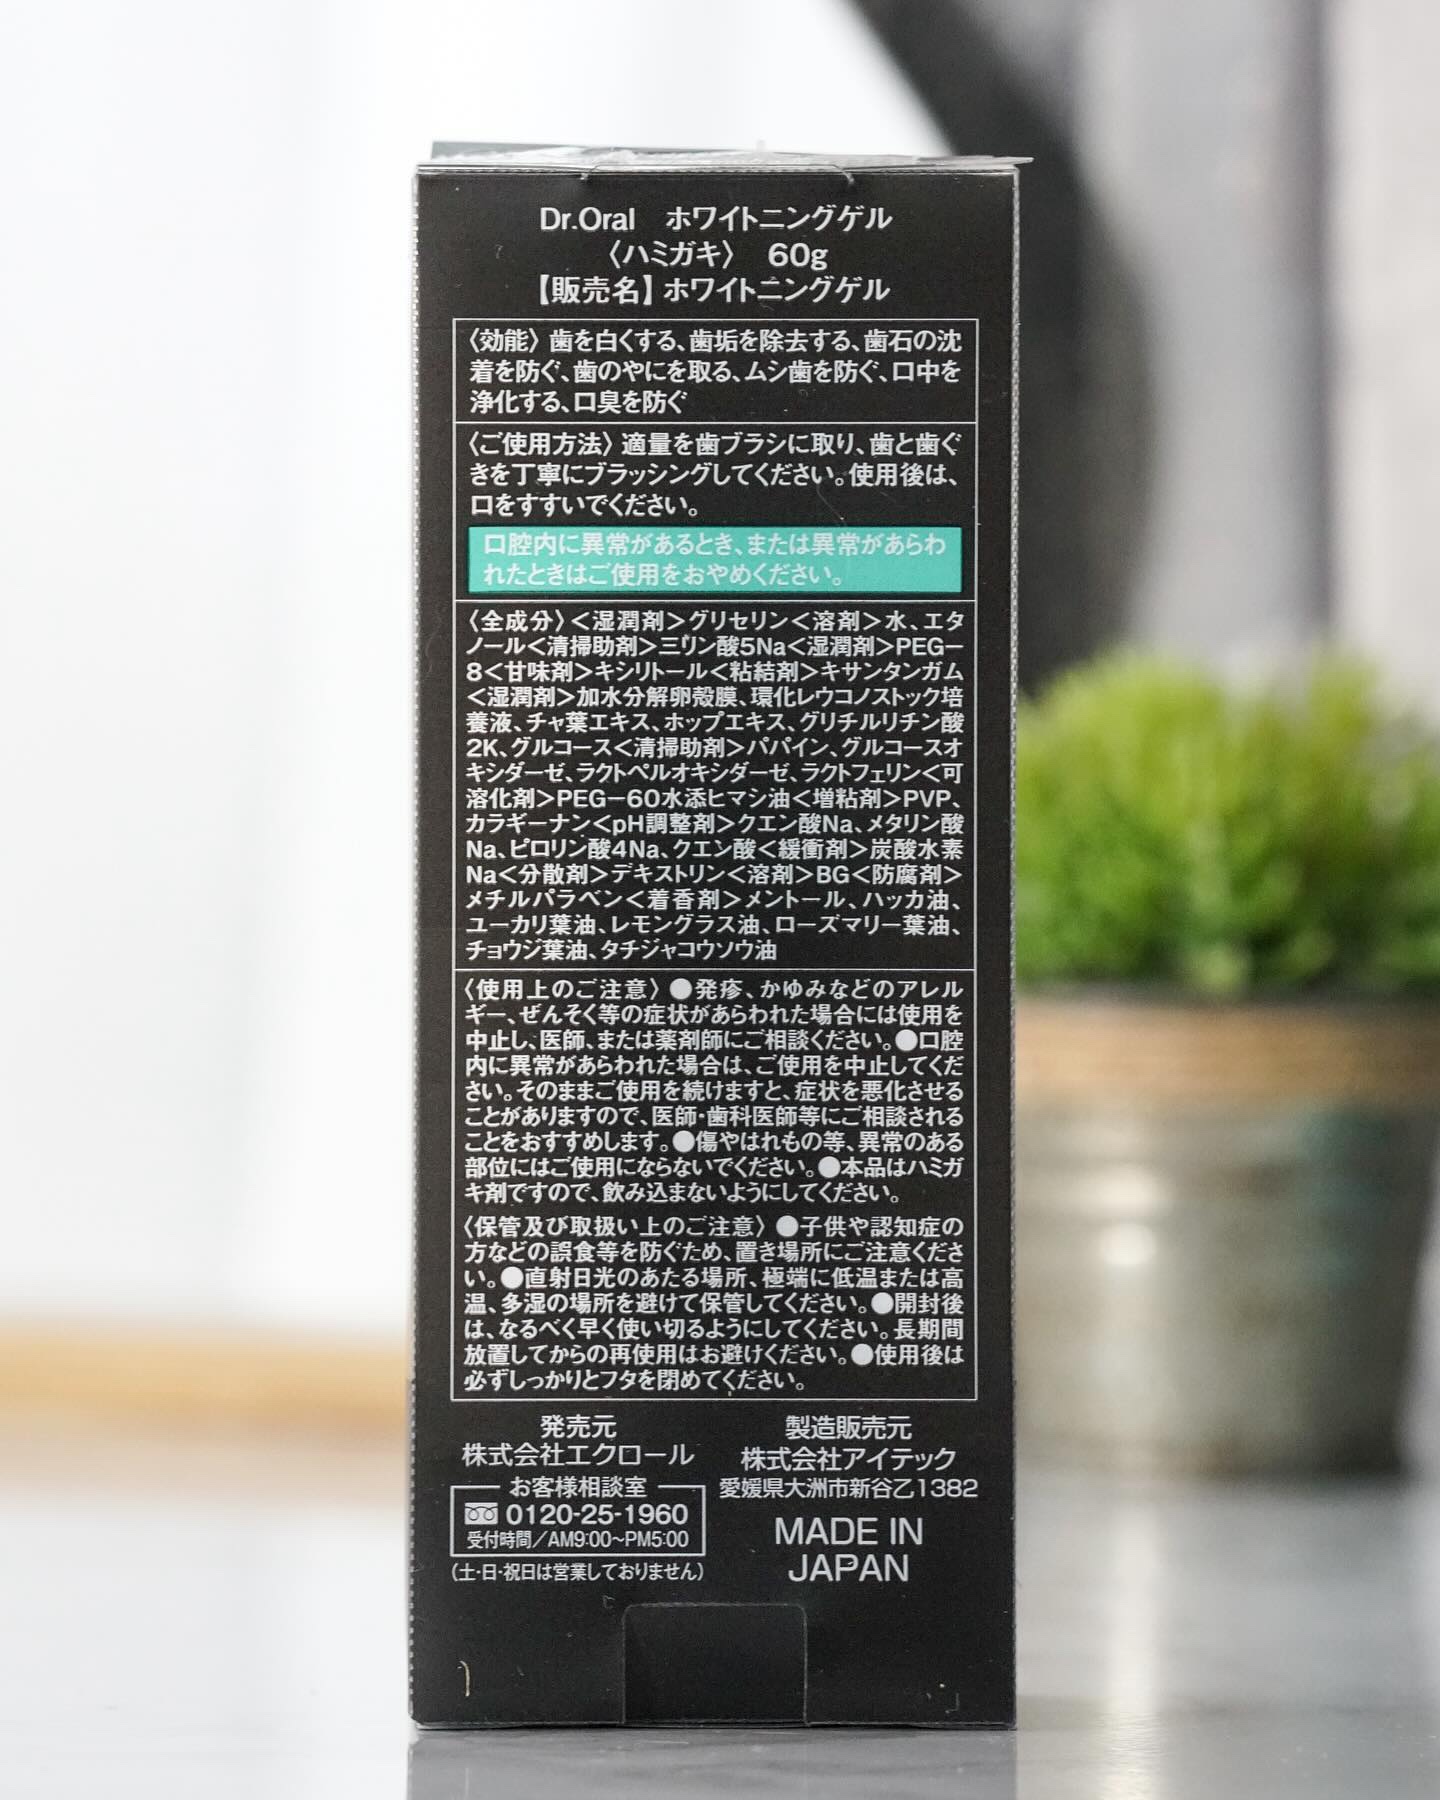 Dr.Oral ホワイトニングゲル
〈ハミガキ〉 60g
【販売名】ホワイトニングゲル
〈効能〉歯を白くする、歯垢を除去する、歯石の沈
着を防ぐ、歯のやにを取る、ムシ歯を防ぐ、口中を
浄化する、口臭を防ぐ
〈ご使用方法〉適量を歯ブラシに取り、歯と歯ぐ
きを丁寧にブラッシングしてください。使用後は、
口をすすいでください。
口腔内に異常があるとき、または異常があらわ
れたときはご使用をおやめください。
〈全成分〉<湿潤剤>グリセリン<溶剤>水、エタ
ノール<清掃助剤>三リン酸5Na<湿潤剤>PEG−
8<甘味剤>キシリトール<粘結剤>キサンタンガム
<湿潤剤>加水分解卵殻膜、環化レウコノストック培
養液、チャ葉エキス、ホップエキス、グリチルリチン酸
2K、グルコース<清掃助剤>パパイン、グルコースオ
キシダーゼ、ラクトペルオキシダーゼ、ラクトフェリン<可
溶化剤>PEG−60水添ヒマシ油<増粘剤>PVP、
カラギーナン<pH調整剤>クエン酸Na、メタリン酸
Na、ピロリン酸4Na、クエン酸<緩衝剤>炭酸水素
Na<分散剤>デキストリン<溶剤>BG<防腐剤>
メチルパラベン<着香剤>メントール、ハッカ油、
ユーカリ葉油、レモングラス油、ローズマリー葉油、
チョウジ葉油、タチジャコウソウ油
〈使用上のご注意〉●発疹、かゆみなどのアレル
ギー、ぜんそく等の症状があらわれた場合には使用を
中止し、医師、または薬剤師にご相談ください。●口腔
内に異常があらわれた場合は、ご使用を中止してくだ
さい。そのままご使用を続けますと、症状を悪化させる
ことがありますので、医師・歯科医師等にご相談される
ことをおすすめします。●傷やはれもの等、異常のある
部位にはご使用にならないでください。●本品はハミガ
キ剤ですので、飲み込まないようにしてください。
〈保管及び取扱い上のご注意〉●子供や認知症の
方などの誤食等を防ぐため、置き場所にご注意くださ
い。●直射日光のあたる場所、極端に低温または高
温、多湿の場所を避けて保管してください。●開封後
は、なるべく早く使い切るようにしてください。長期間
放置してからの再使用はお避けください。●使用後は
必ずしっかりとフタを閉めてください。
発売元
株式会社エクロール
お客様相談室
0120-25-1960
受付時間／AM9:00〜PM5:00
(土・日・祝日は営業しておりません)
製造販売元
株式会社アイテック
愛媛県大洲市新谷乙1382
MADE IN
JAPAN